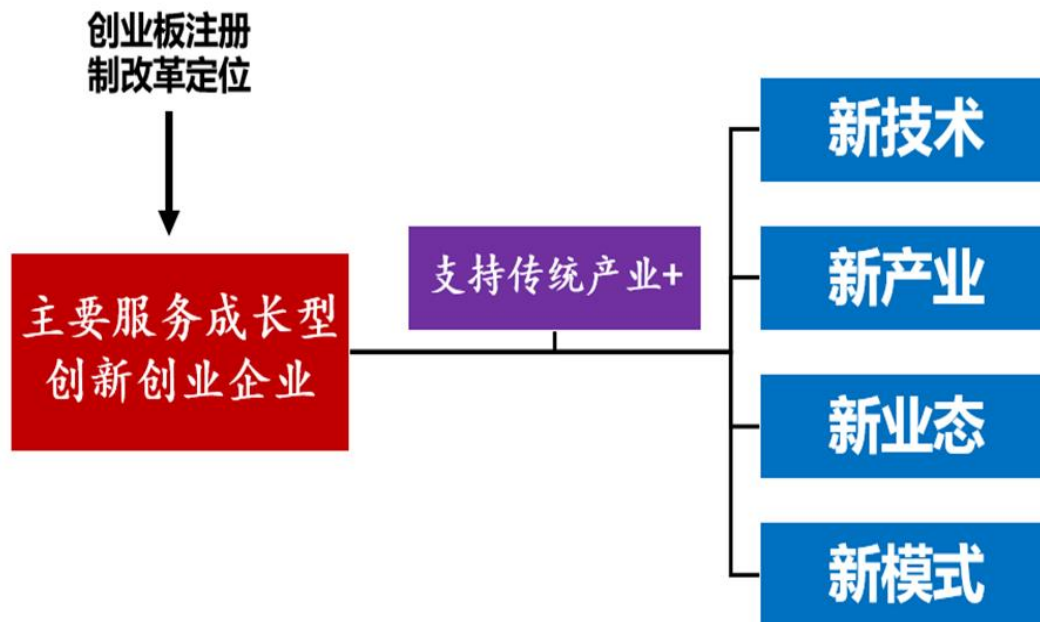 创业板注册
制改革定位
主要服务成长型
创新创业企业
支持传统产业+
新技术
新产业
新业态
新模式